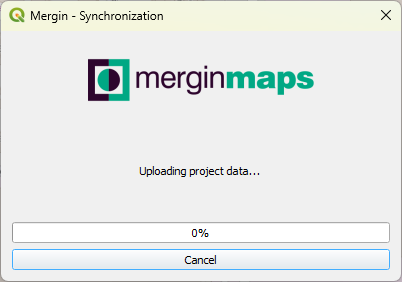 Mergin - Synchronization
merginmaps
Uploading project data...
0%
Cancel